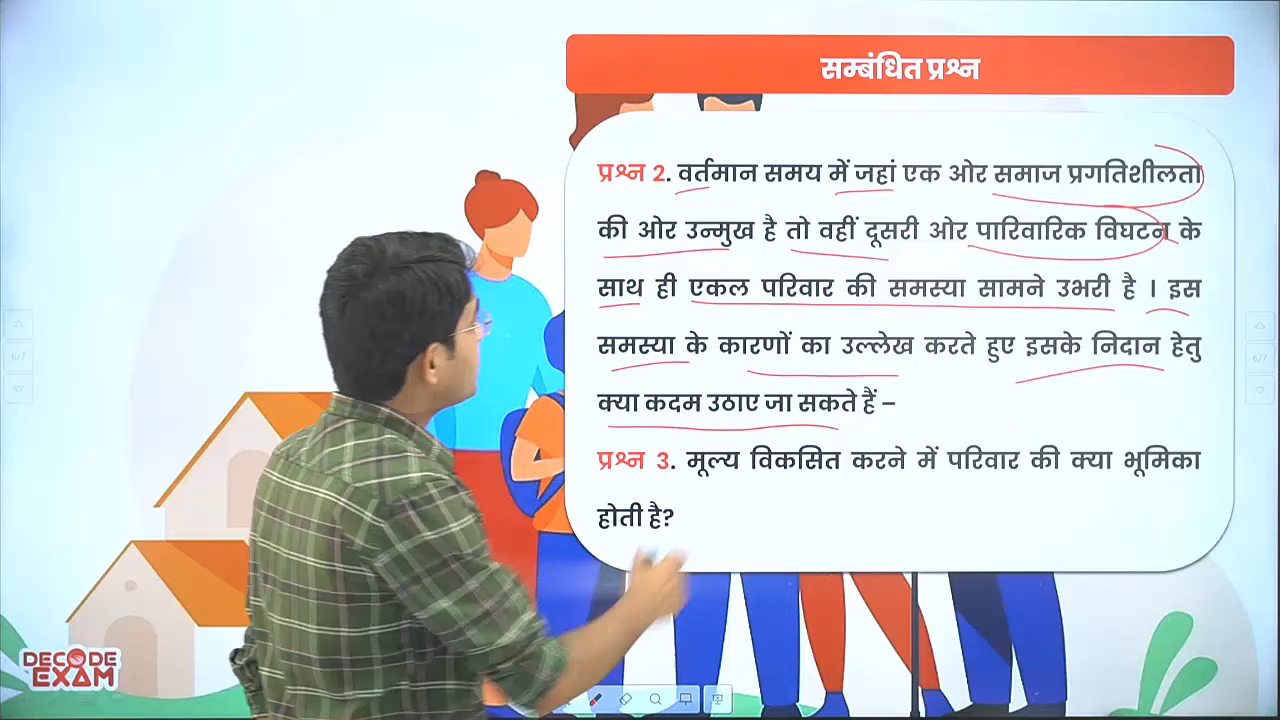 सम्बंधित प्रश्न
प्रश्न 2. वर्तमान समय में जहां एक ओर समाज प्रगतिशीलता
की ओर उन्मुख है तो वहीं दूसरी ओर पारिवारिक विघटन के
साथ ही एकल परिवार की समस्या सामने उभरी है । इस
समस्या के कारणों का उल्लेख करते हुए इसके निदान हेतु
क्या कदम उठाए जा सकते हैं –
प्रश्न 3. मूल्य विकसित करने में परिवार की क्या भूमिका
होती है?
DECODE
EXAM
6/7